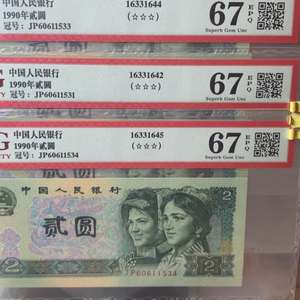 中国人民银行 16331644
1990年贰圆 (☆☆☆)
冠号: JP60611533
67 EPQ
Superb Gem Unc
中国人民银行 16331642
1990年贰圆 (☆☆☆)
冠号: JP60611531
67 EPQ
Superb Gem Unc
G
TY
中国人民银行 16331645
1990年贰圆 (☆☆☆)
冠号: JP60611534
67 EPQ
Superb Gem Unc
G
TY
中国人民银行
贰圆
2
2
JP60611534